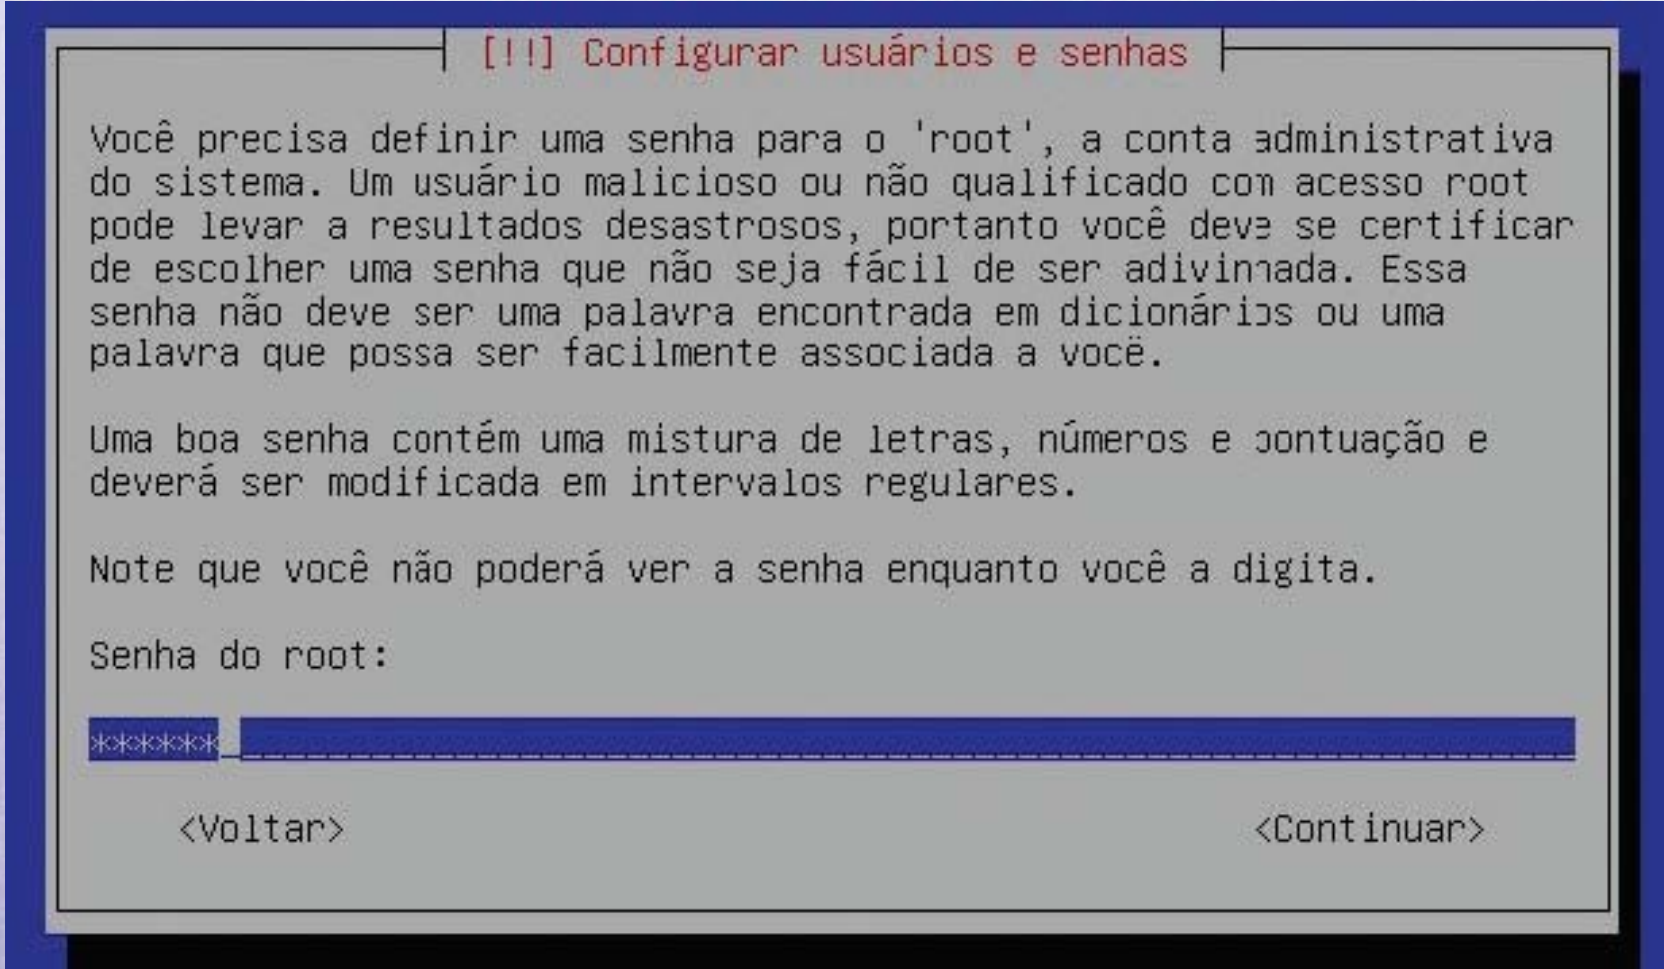 [!!] Configurar usuários e senhas
Você precisa definir uma senha para o 'root', a conta administrativa
do sistema. Um usuário malicioso ou não qualificado com acesso root
pode levar a resultados desastrosos, portanto você deve se certificar
de escolher uma senha que não seja fácil de ser adivinhada. Essa
senha não deve ser uma palavra encontrada em dicionários ou uma
palavra que possa ser facilmente associada a você.
Uma boa senha contém uma mistura de letras, números e pontuação e
deverá ser modificada em intervalos regulares.
Note que você não poderá ver a senha enquanto você a digita.
Senha do root:
******
<Voltar> <Continuar>